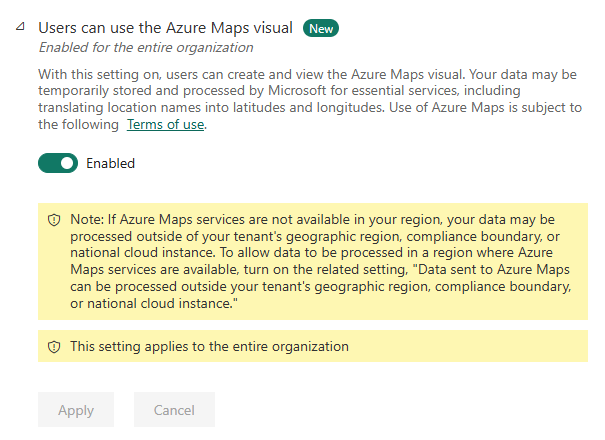 Users can use the Azure Maps visual New
Enabled for the entire organization
With this setting on, users can create and view the Azure Maps visual. Your data may be
temporarily stored and processed by Microsoft for essential services, including
translating location names into latitudes and longitudes. Use of Azure Maps is subject to
the following Terms of use.
Enabled
Note: If Azure Maps services are not available in your region, your data may be
processed outside of your tenant's geographic region, compliance boundary, or
national cloud instance. To allow data to be processed in a region where Azure
Maps services are available, turn on the related setting, "Data sent to Azure Maps
can be processed outside your tenant's geographic region, compliance boundary,
or national cloud instance."
This setting applies to the entire organization
Apply Cancel